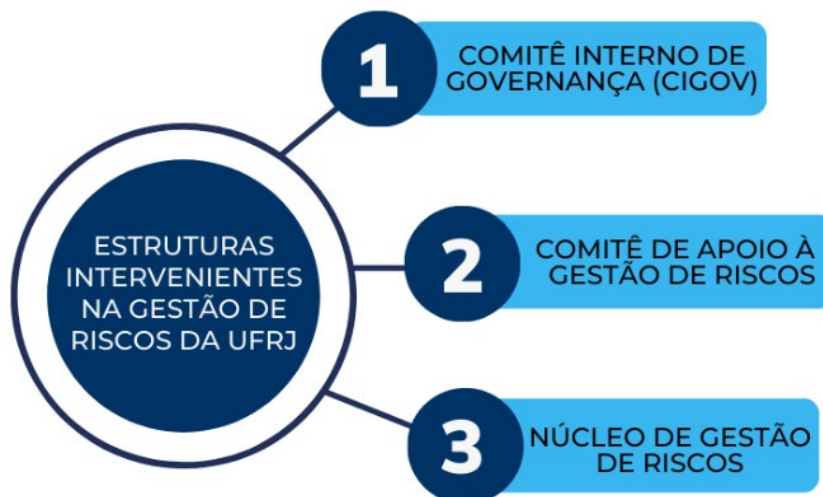 1
COMITÊ INTERNO DE
GOVERNANÇA (CIGOV)
ESTRUTURAS
INTERVENIENTES
NA GESTÃO DE
RISCOS DA UFRJ
2
COMITÊ DE APOIO À
GESTÃO DE RISCOS
3
NÚCLEO DE GESTÃO
DE RISCOS